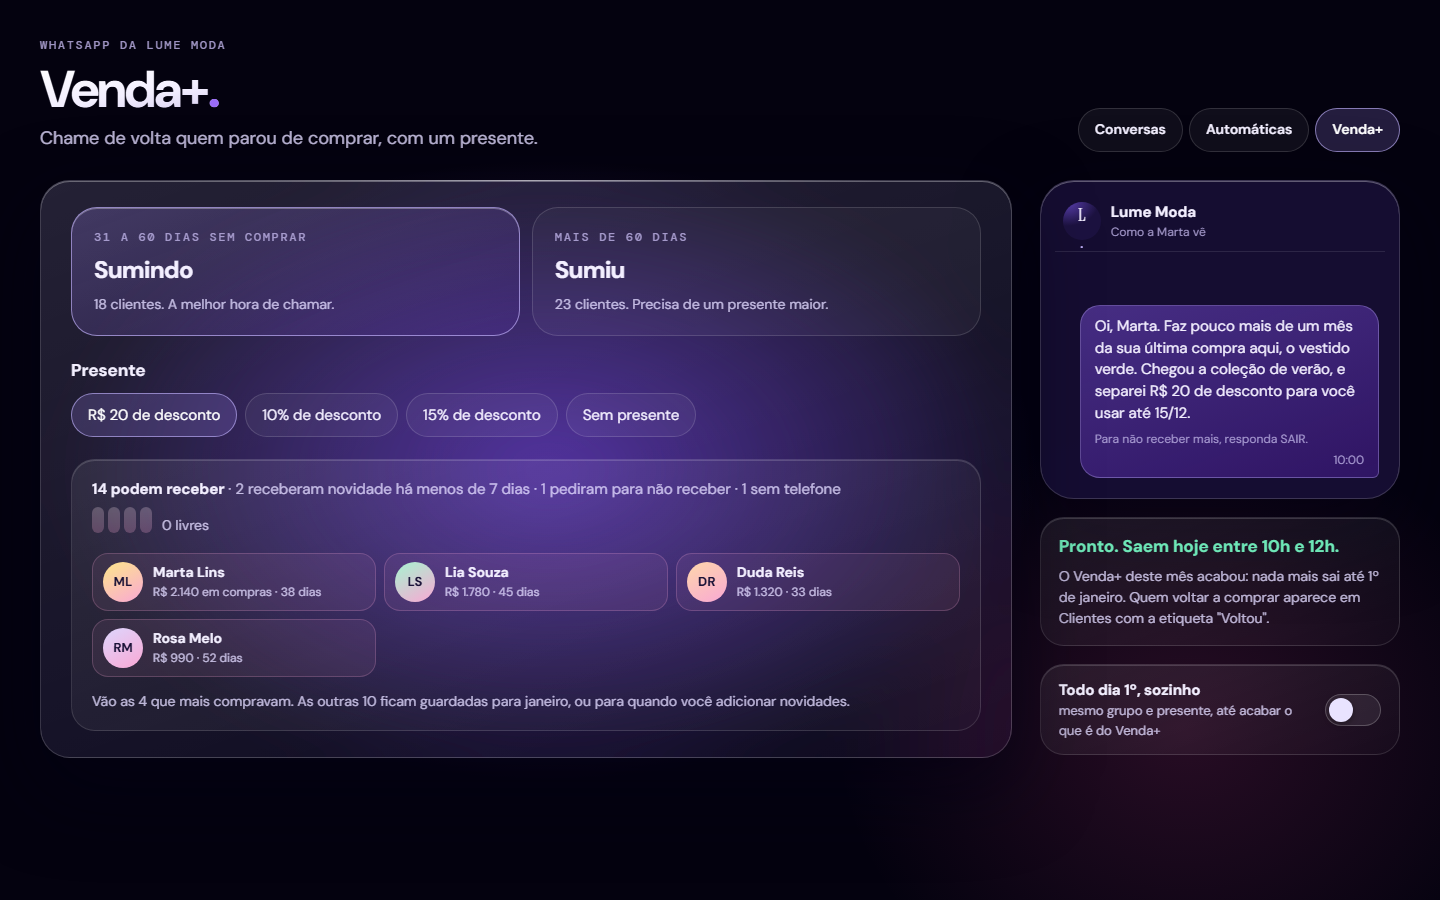 WHATSAPP DA LUME MODA
Venda+.
Chame de volta quem parou de comprar, com um presente.
Conversas
Automáticas
Venda+
31 A 60 DIAS SEM COMPRAR
Sumindo
18 clientes. A melhor hora de chamar.
MAIS DE 60 DIAS
Sumiu
23 clientes. Precisa de um presente maior.
Presente
R$ 20 de desconto
10% de desconto
15% de desconto
Sem presente
14 podem receber · 2 receberam novidade há menos de 7 dias · 1 pediram para não receber · 1 sem telefone
0 livres
ML
Marta Lins
R$ 2.140 em compras · 38 dias
LS
Lia Souza
R$ 1.780 · 45 dias
DR
Duda Reis
R$ 1.320 · 33 dias
RM
Rosa Melo
R$ 990 · 52 dias
Vão as 4 que mais compravam. As outras 10 ficam guardadas para janeiro, ou para quando você adicionar novidades.
L
.
Lume Moda
Como a Marta vê
Oi, Marta. Faz pouco mais de um mês
da sua última compra aqui, o vestido
verde. Chegou a coleção de verão, e
separei R$ 20 de desconto para você
usar até 15/12.
Para não receber mais, responda SAIR.
10:00
Pronto. Saem hoje entre 10h e 12h.
O Venda+ deste mês acabou: nada mais sai até 1º
de janeiro. Quem voltar a comprar aparece em
Clientes com a etiqueta "Voltou".
Todo dia 1º, sozinho
mesmo grupo e presente, até acabar o
que é do Venda+